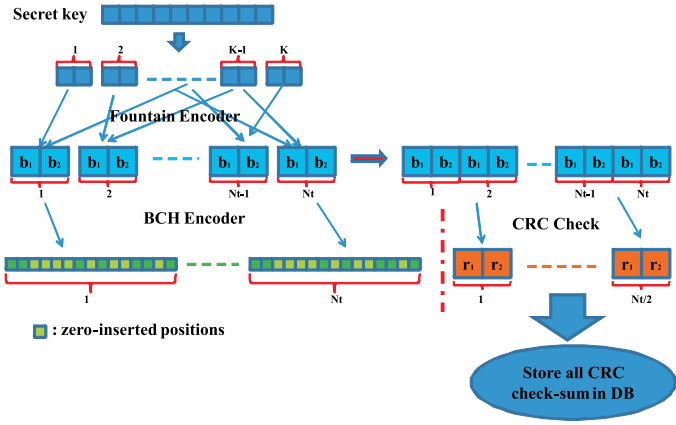 Secret key
1 2 K-1 K
Fountain Encoder
b1 b2 b1 b2 b1 b2 b1 b2 b1 b2 b1 b2 b1 b2 b1 b2
1 2 Nt-1 Nt 1 2 Nt-1 Nt
BCH Encoder CRC Check
r1 r2 r1 r2
1 Nt 1 Nt/2
: zero-inserted positions
Store all CRC
check-sum in DB